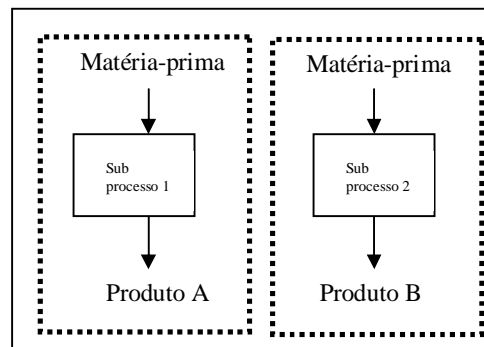 Matéria-prima
Sub
processo 1
Produto A
Matéria-prima
Sub
processo 2
Produto B